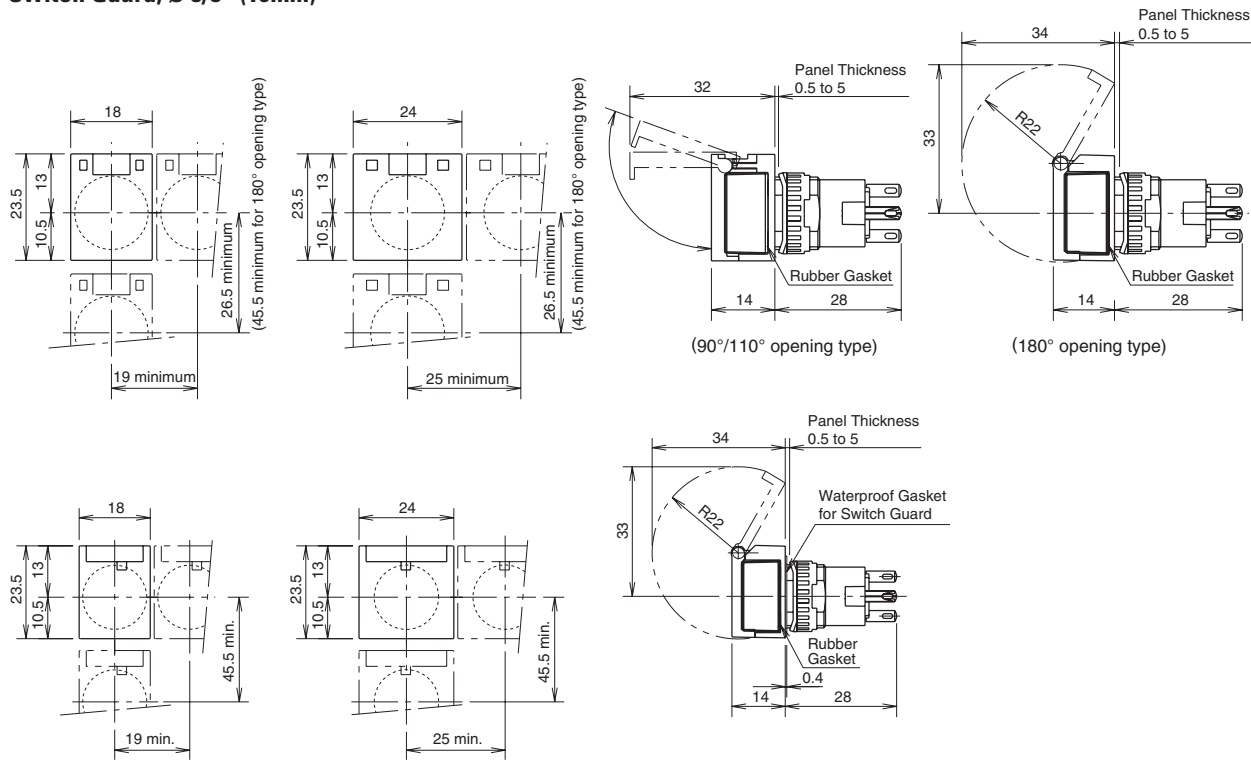 Switch Guard, Ø 5/8" (16mm)
18
23.5
13
10.5
26.5 minimum
(45.5 minimum for 180° opening type)
19 minimum
24
23.5
13
10.5
26.5 minimum
(45.5 minimum for 180° opening type)
25 minimum
32
Panel Thickness
0.5 to 5
Rubber Gasket
14
28
(90°/110° opening type)
34
Panel Thickness
0.5 to 5
33
R22
Rubber Gasket
14
28
(180° opening type)
18
23.5
13
10.5
45.5 min.
19 min.
24
23.5
13
10.5
45.5 min.
25 min.
34
Panel Thickness
0.5 to 5
33
R22
Waterproof Gasket
for Switch Guard
Rubber
Gasket
0.4
14
28